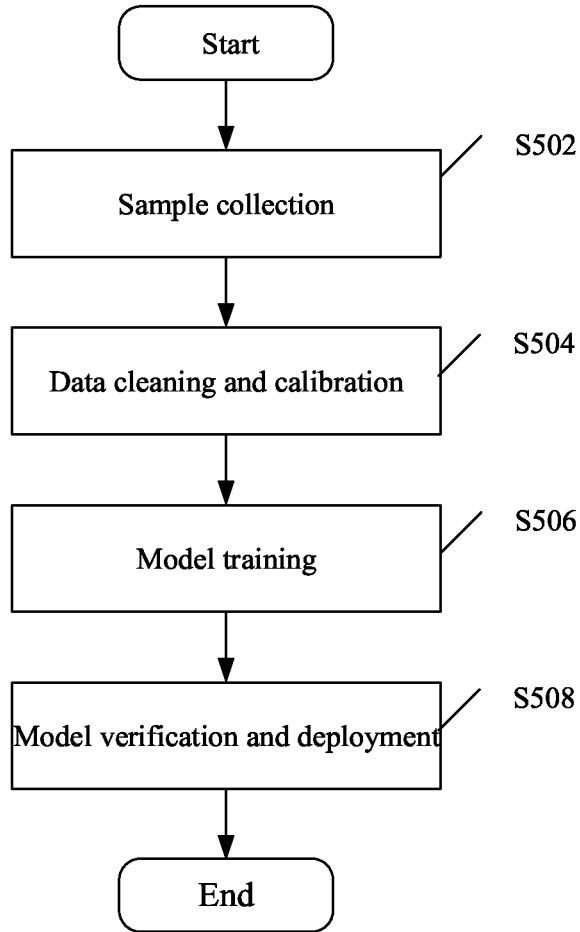 Start
S502
Sample collection
S504
Data cleaning and calibration
S506
Model training
S508
Model verification and deployment
End